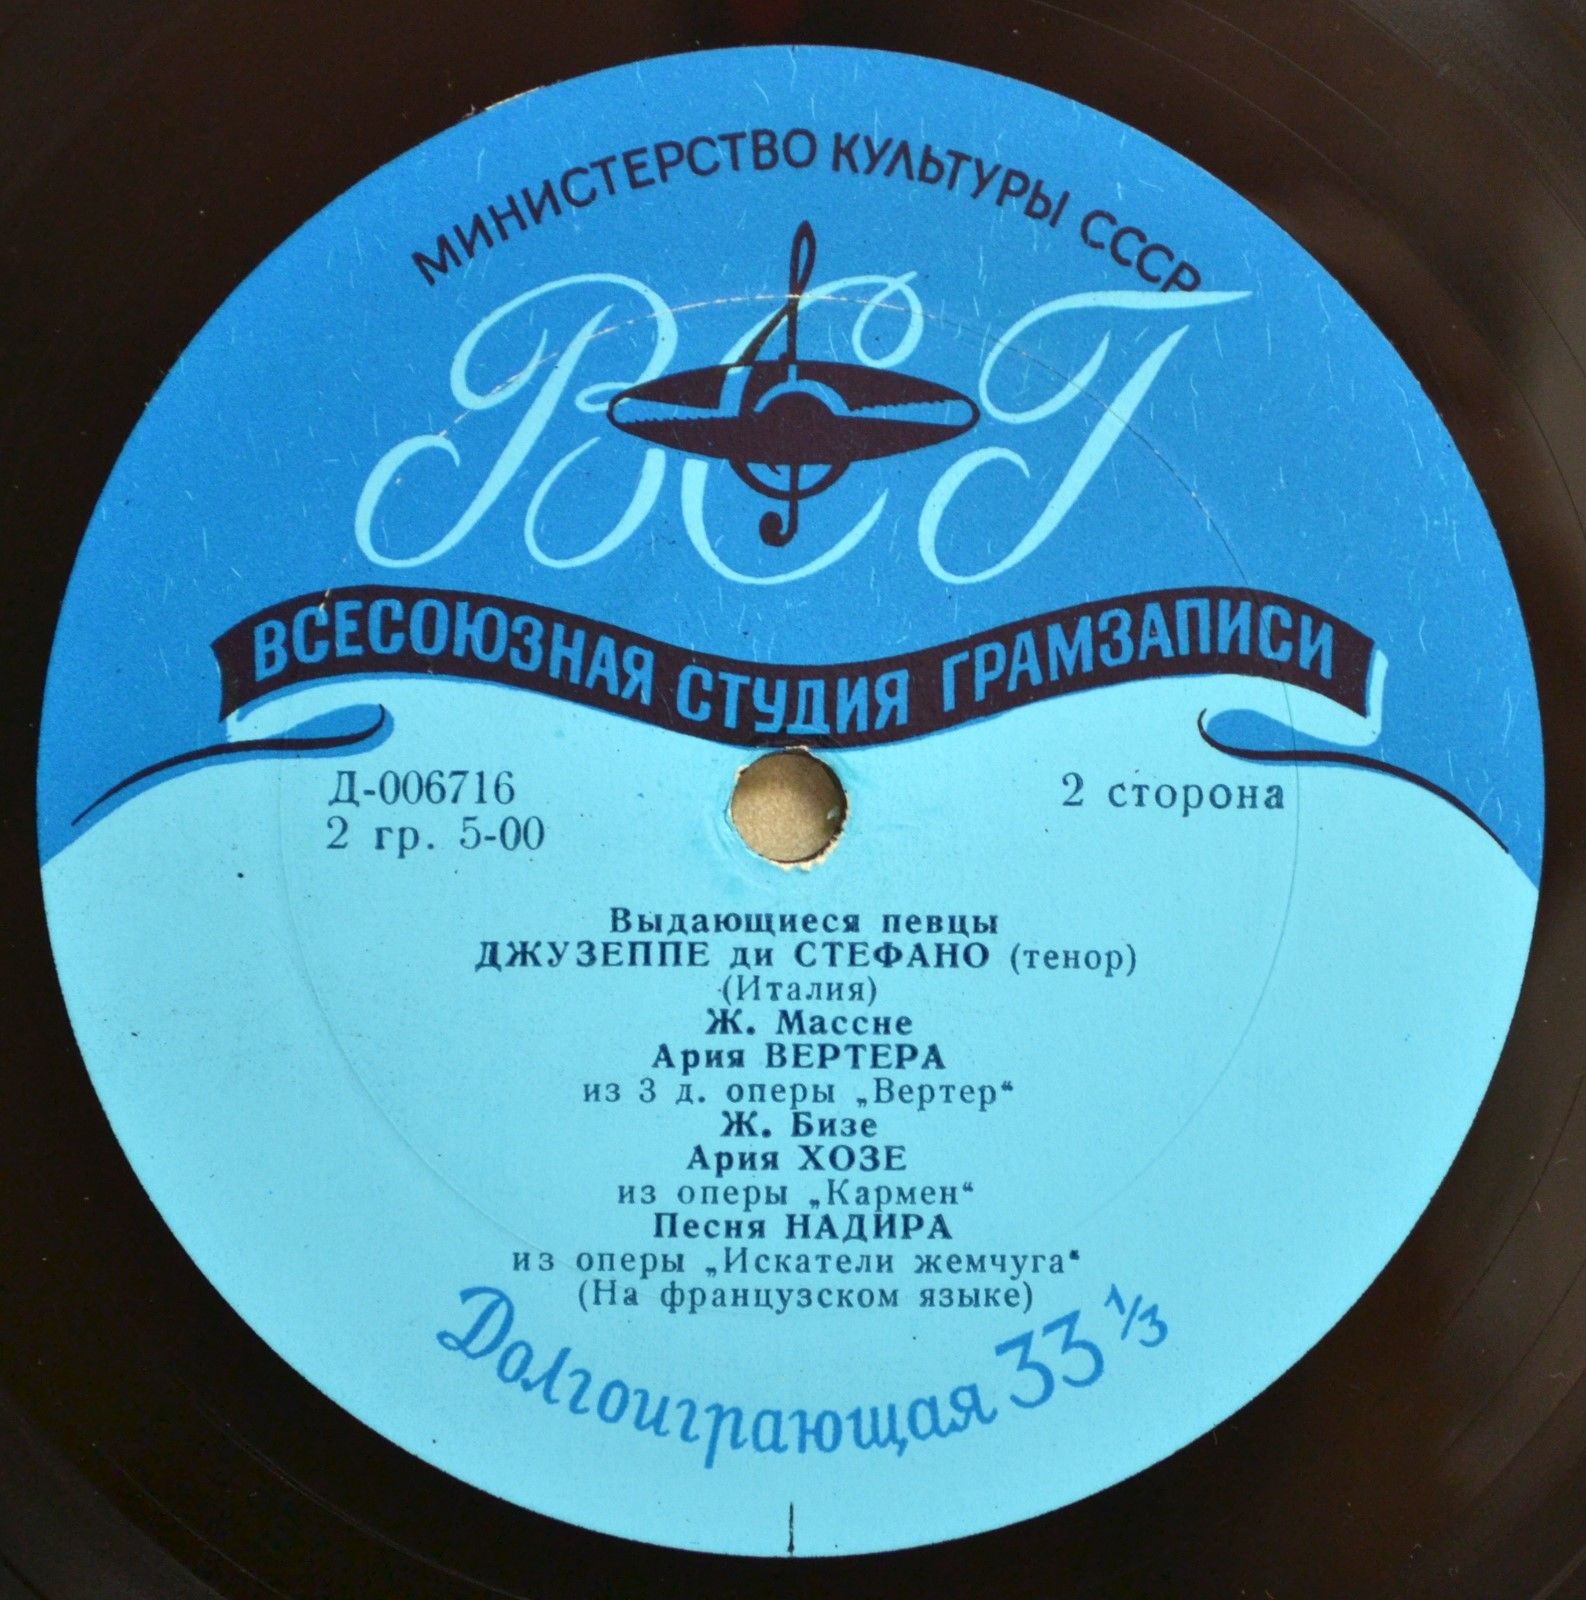 МИНИСТЕРСТВО КУЛЬТУРЫ СССР
ВСГ
ВСЕСОЮЗНАЯ СТУДИЯ ГРАМЗАПИСИ
Д-006716
2 гр. 5-00
2 сторона
Выдающиеся певцы
ДЖУЗЕППЕ ди СТЕФАНО (тенор)
(Италия)
Ж. Массне
Ария ВЕРТЕРА
из 3 д. оперы „Вертер“
Ж. Бизе
Ария ХОЗЕ
из оперы „Кармен“
Песня НАДИРА
из оперы „Искатели жемчуга“
(На французском языке)
Долгоиграющая 33 1/3